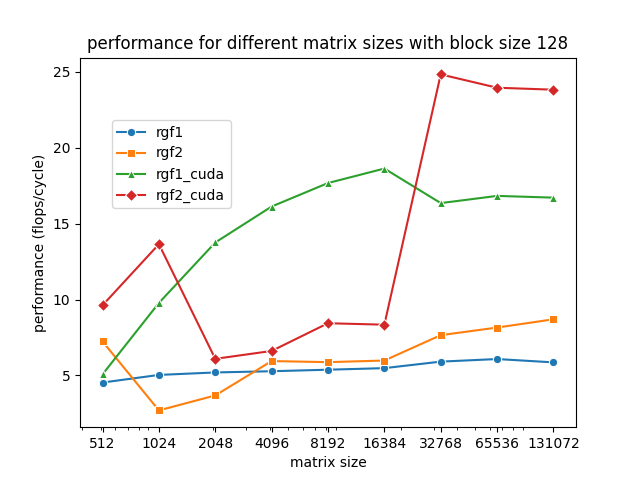 performance for different matrix sizes with block size 128
performance (flops/cycle)
25
20
15
10
5
rgf1
rgf2
rgf1_cuda
rgf2_cuda
512 1024 2048 4096 8192 16384 32768 65536 131072
matrix size